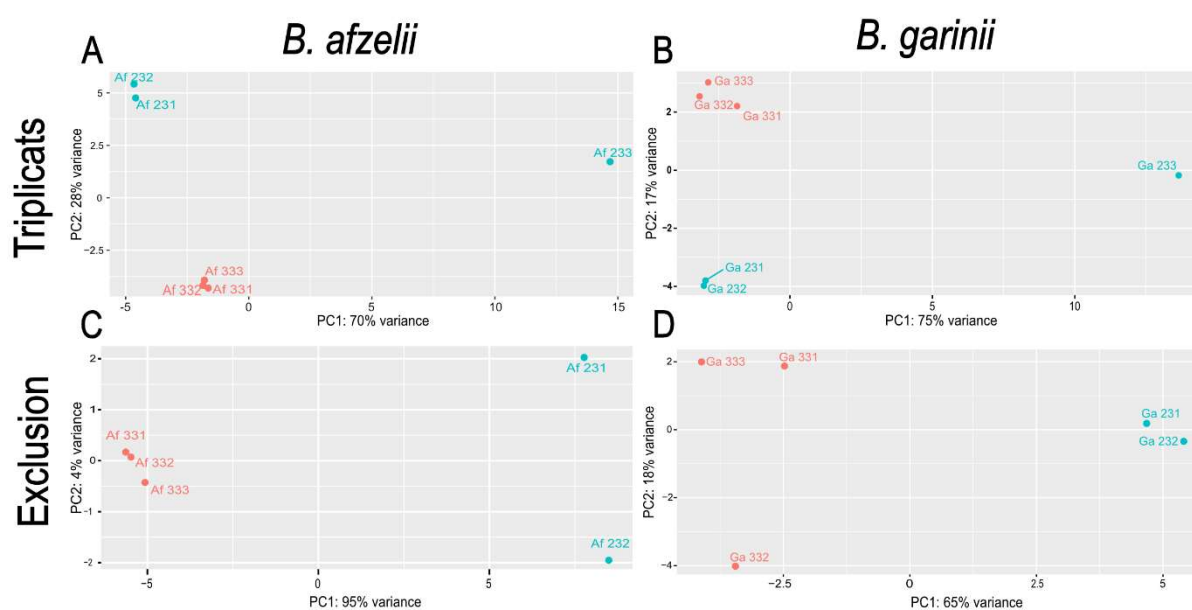 B. afzelii
B. garinii
Triplicats
Exclusion
A
Af 232
Af 231
Af 233
Af 333
Af 332
Af 331
5
2.5
0
−2.5
PC2: 28% variance
−5
0
5
10
15
PC1: 70% variance
B
Ga 333
Ga 332
Ga 331
Ga 233
Ga 231
Ga 232
2
0
−2
−4
PC2: 17% variance
0
5
10
PC1: 75% variance
C
Af 231
Af 331
Af 332
Af 333
Af 232
2
1
0
−1
−2
PC2: 4% variance
−5
0
5
PC1: 95% variance
D
Ga 333
Ga 331
Ga 231
Ga 232
Ga 332
2
0
−2
−4
PC2: 18% variance
−2.5
0
2.5
5
PC1: 65% variance